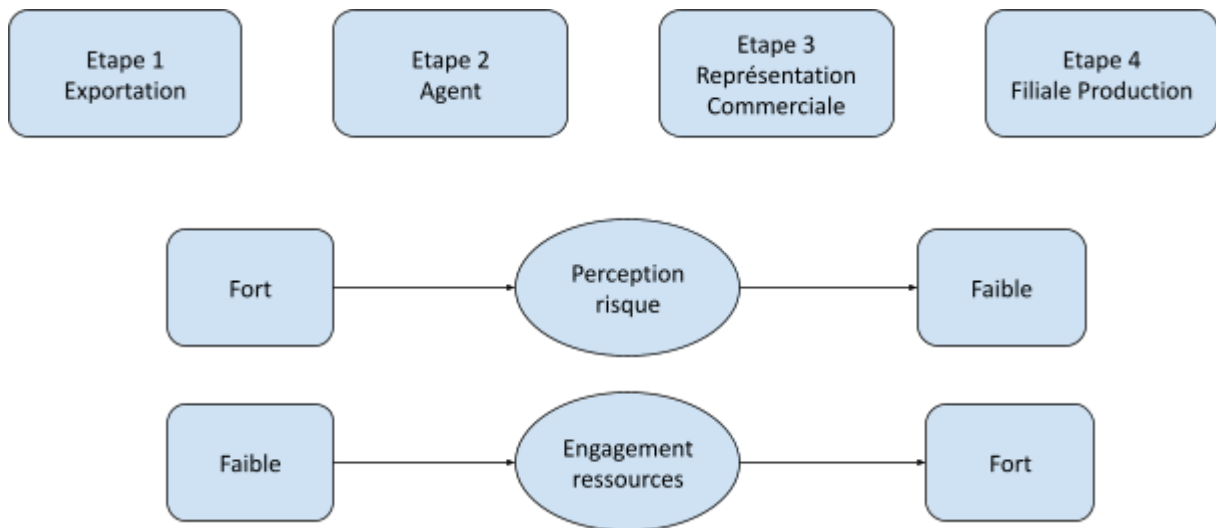 Etape 1
Exportation
Etape 2
Agent
Etape 3
Représentation
Commerciale
Etape 4
Filiale Production
Fort
Perception
risque
Faible
Faible
Engagement
ressources
Fort